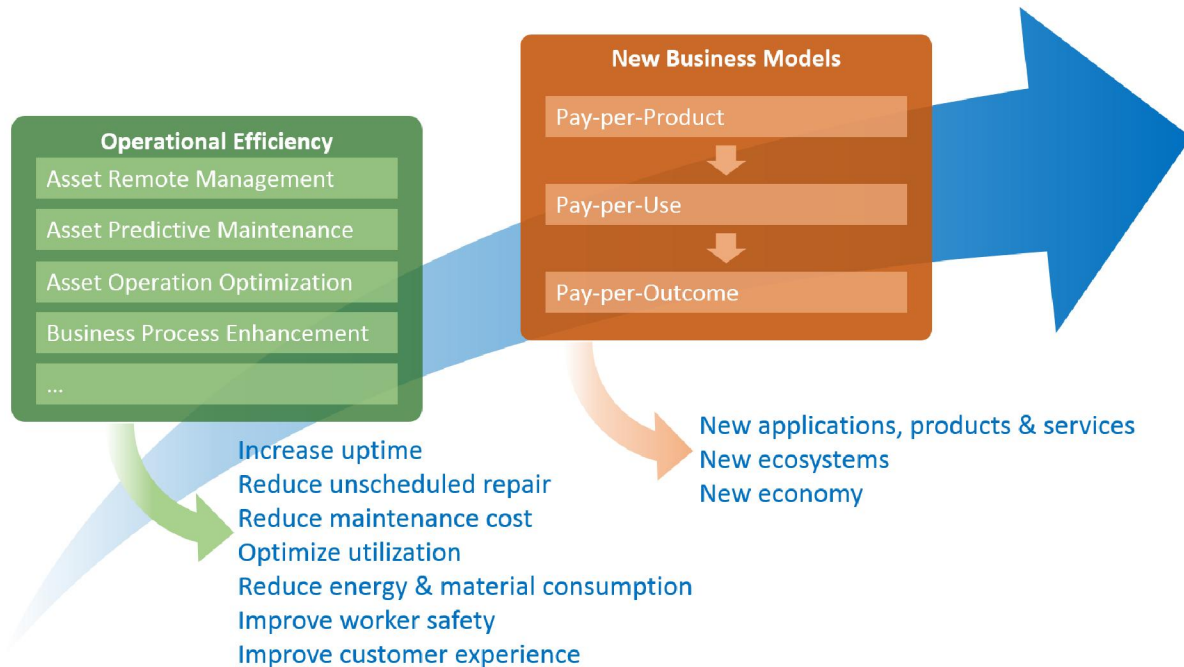 Operational Efficiency
Asset Remote Management
Asset Predictive Maintenance
Asset Operation Optimization
Business Process Enhancement
...
Increase uptime
Reduce unscheduled repair
Reduce maintenance cost
Optimize utilization
Reduce energy & material consumption
Improve worker safety
Improve customer experience
New Business Models
Pay-per-Product
Pay-per-Use
Pay-per-Outcome
New applications, products & services
New ecosystems
New economy